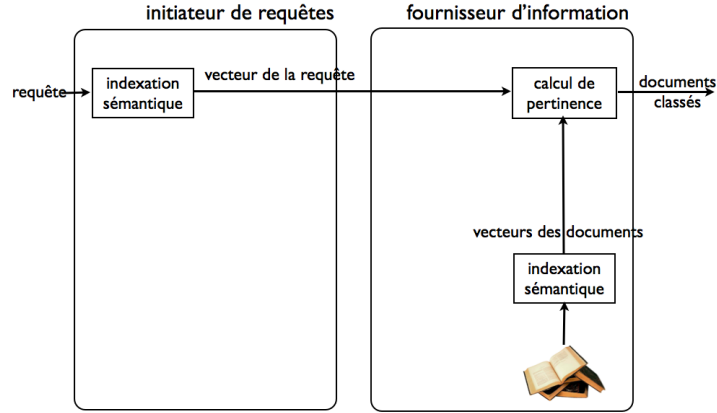 initiateur de requêtes
fournisseur d'information
requête
indexation
sémantique
vecteur de la requête
calcul de
pertinence
documents
classés
vecteurs des documents
indexation
sémantique